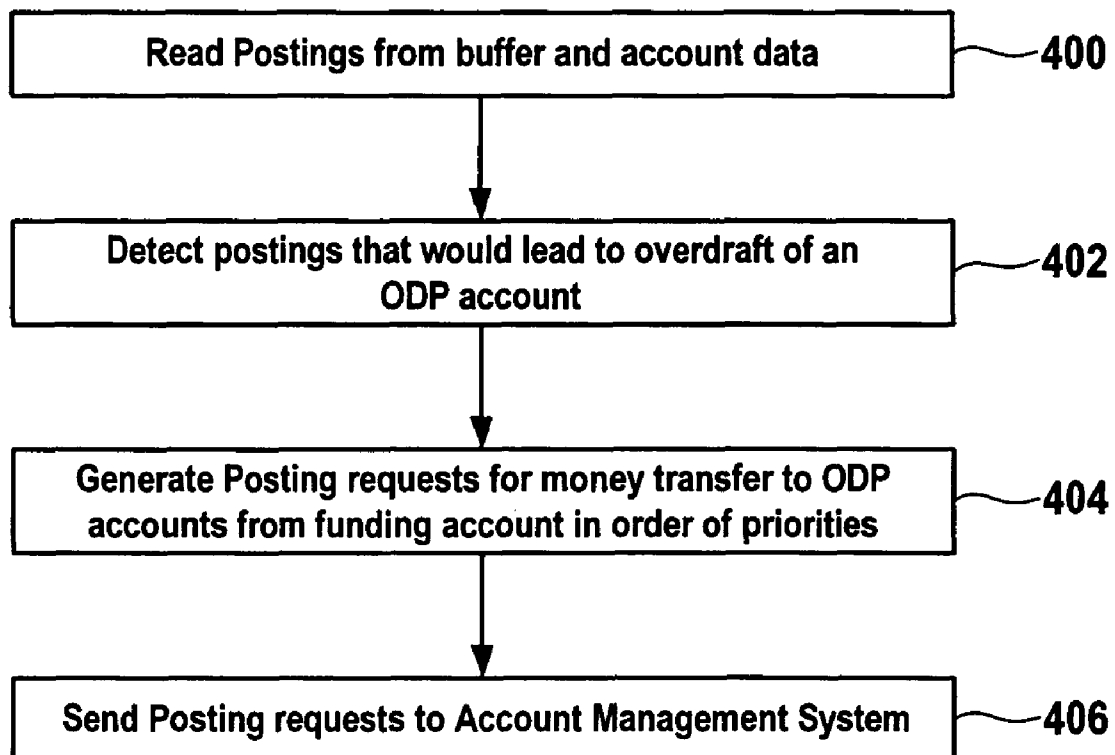 Read Postings from buffer and account data
400
Detect postings that would lead to overdraft of an
ODP account
402
Generate Posting requests for money transfer to ODP
accounts from funding account in order of priorities
404
Send Posting requests to Account Management System
406